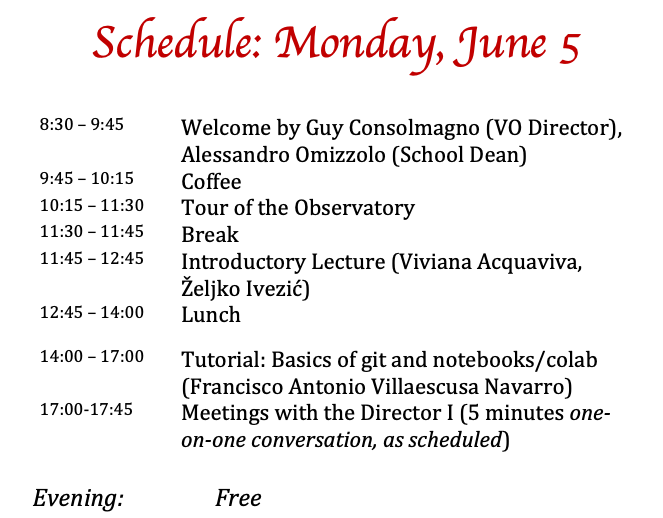 Schedule: Monday, June 5
8:30 – 9:45 Welcome by Guy Consolmagno (VO Director),
Alessandro Omizzolo (School Dean)
9:45 – 10:15 Coffee
10:15 – 11:30 Tour of the Observatory
11:30 – 11:45 Break
11:45 – 12:45 Introductory Lecture (Viviana Acquaviva,
Željko Ivezić)
12:45 – 14:00 Lunch
14:00 – 17:00 Tutorial: Basics of git and notebooks/colab
(Francisco Antonio Villaescusa Navarro)
17:00-17:45 Meetings with the Director I (5 minutes one-
on-one conversation, as scheduled)
Evening: Free